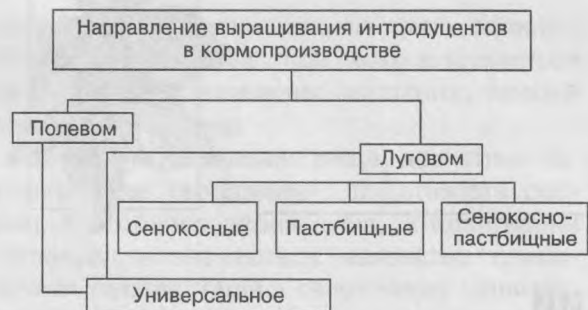 Направление выращивания интродуцентов
в кормопроизводстве
Полевом
Луговом
Сенокосные
Пастбищные
Сенокосно-
пастбищные
Универсальное